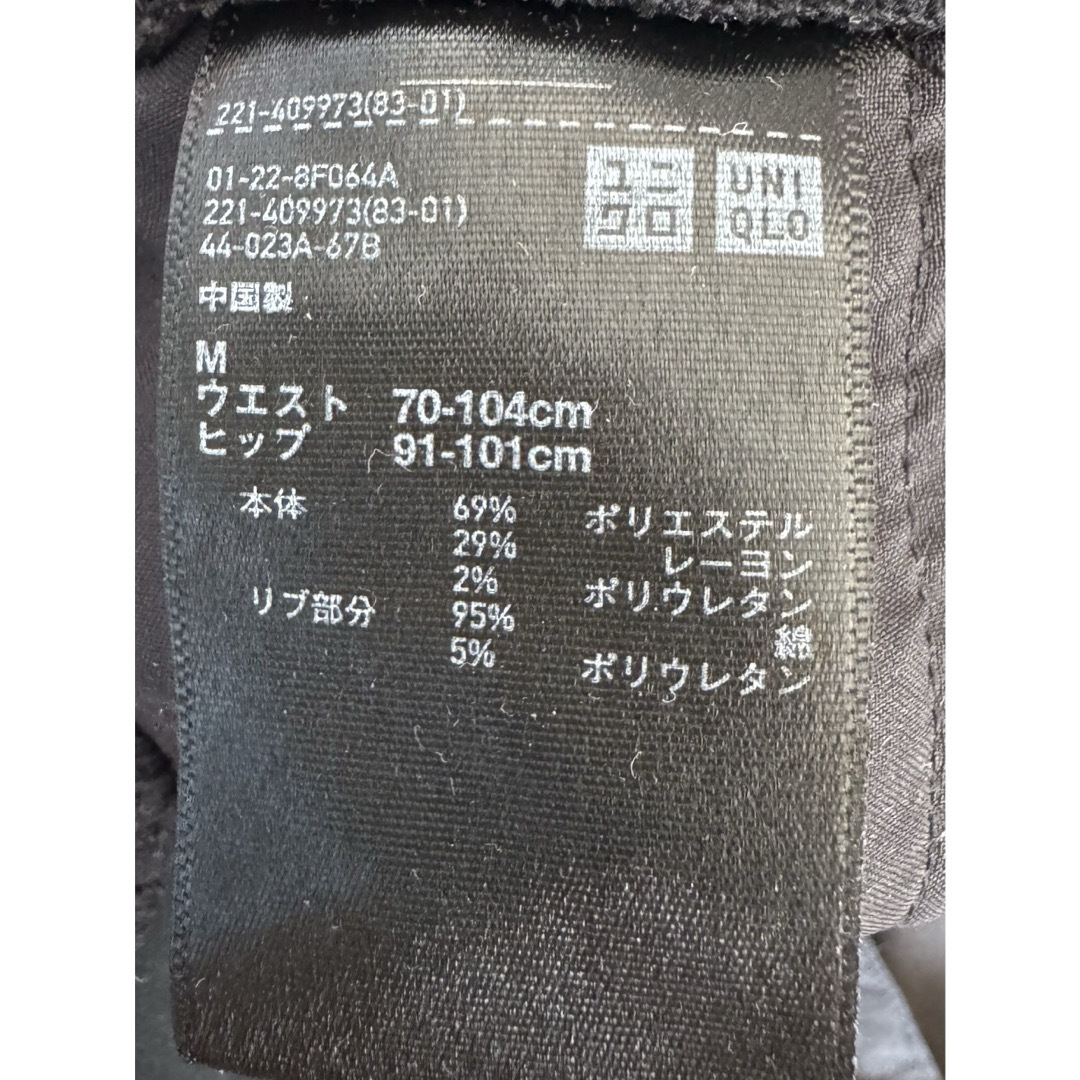 221-409973(83-01)
ユニ
クロ
UNI
QLO
01-22-8F064A
221-409973(83-01)
44-023A-67B
中国製
M
ウエスト 70-104cm
ヒップ 91-101cm
本体 69% ポリエステル
29% レーヨン
2% ポリウレタン
リブ部分 95% 綿
5% ポリウレタン